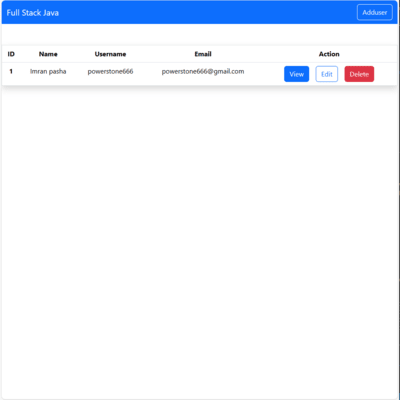 Full Stack Java Adduser
ID Name Username Email Action
1 Imran pasha powerstone666 powerstone666@gmail.com View Edit Delete